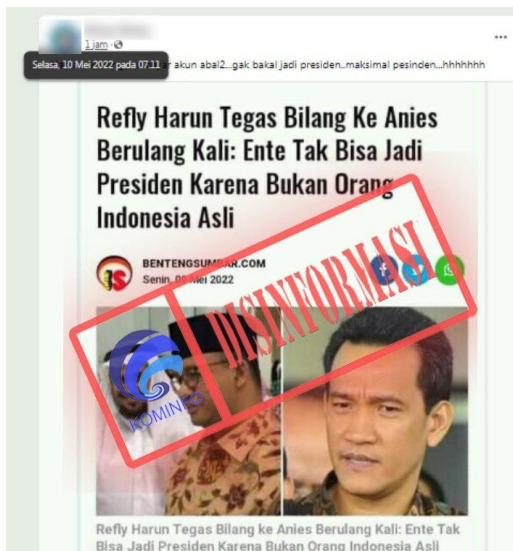 1 jam
Selasa, 10 Mei 2022 pada 07.11
akun abal2...gak bakal jadi presiden..maksimal pesinden...hhhhhhh
Refly Harun Tegas Bilang Ke Anies
Berulang Kali: Ente Tak Bisa Jadi
Presiden Karena Bukan Orang
Indonesia Asli
BENTENGSUMBAR.COM
Senin, 09 Mei 2022
DISINFORMASI
KOMINFO
Refly Harun Tegas Bilang ke Anies Berulang Kali: Ente Tak
Bisa Jadi Presiden Karena Bukan Orang Indonesia Asli